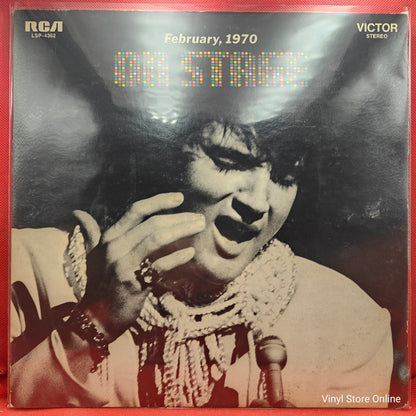 RCA
LSP-4362
VICTOR
STEREO
February, 1970
ON STAGE
Vinyl Store Online